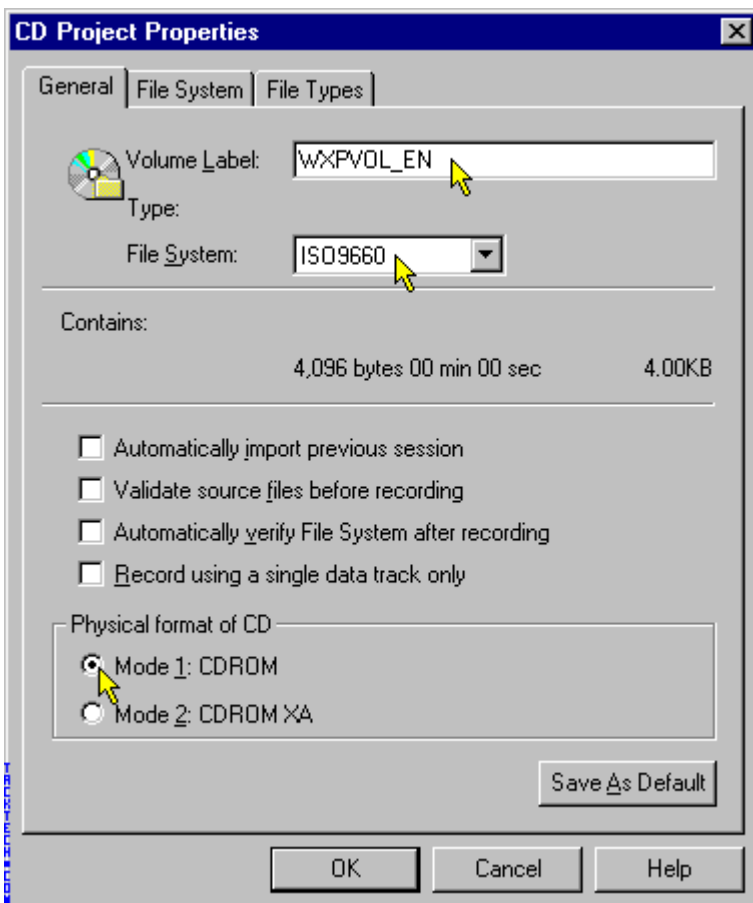 CD Project Properties
General File System File Types
Volume Label: WXPVOL_EN
Type:
File System: ISO9660
Contains:
4,096 bytes 00 min 00 sec 4.00KB
Automatically import previous session
Validate source files before recording
Automatically verify File System after recording
Record using a single data track only
Physical format of CD
Mode 1: CDROM
Mode 2: CDROM XA
Save As Default
OK Cancel Help